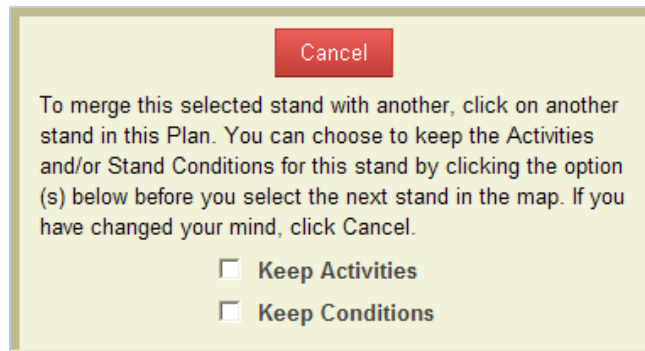 Cancel
To merge this selected stand with another, click on another
stand in this Plan. You can choose to keep the Activities
and/or Stand Conditions for this stand by clicking the option
(s) below before you select the next stand in the map. If you
have changed your mind, click Cancel.
Keep Activities
Keep Conditions